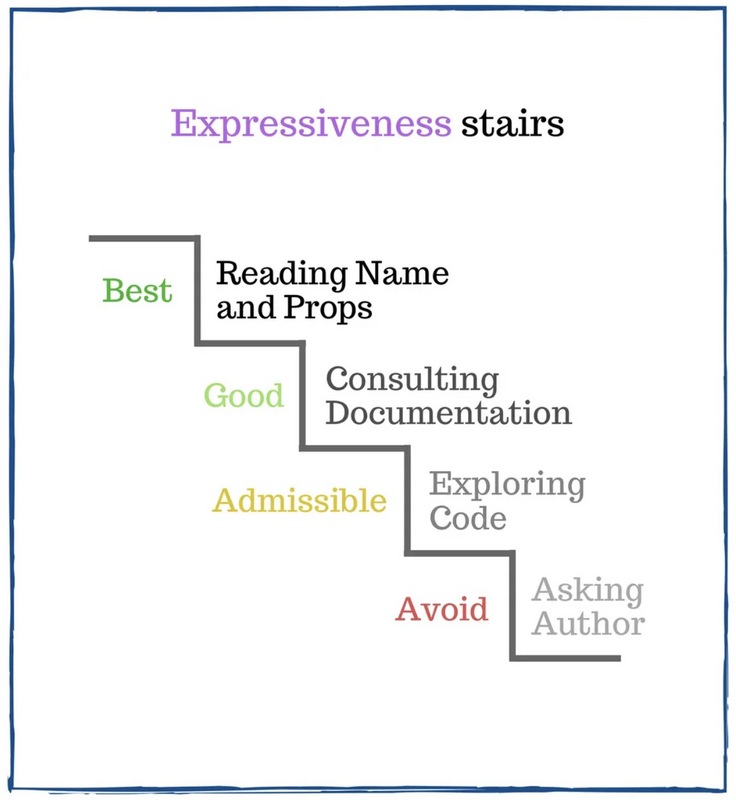 Expressiveness stairs
Best
Reading Name
and Props
Good
Consulting
Documentation
Admissible
Exploring
Code
Avoid
Asking
Author